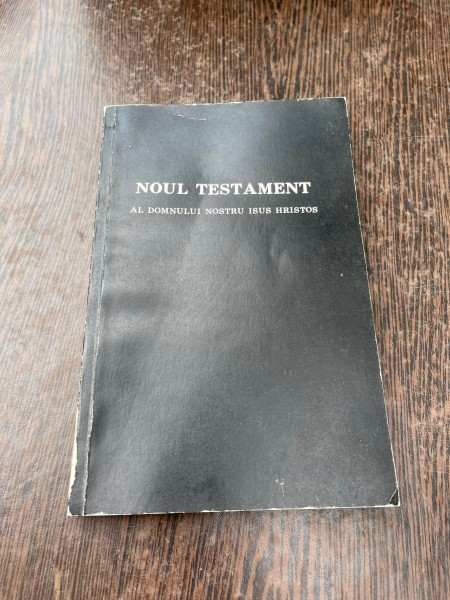 NOUL TESTAMENT
AL DOMNULUI NOSTRU ISUS HRISTOS